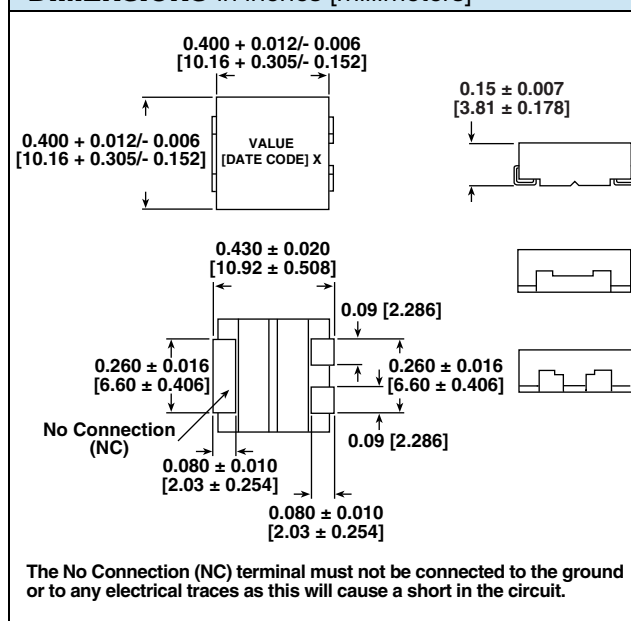 DIMENSIONS in inches [millimeters]
0.400 + 0.012/- 0.006
[10.16 + 0.305/- 0.152]
0.15 ± 0.007
[3.81 ± 0.178]
0.400 + 0.012/- 0.006
[10.16 + 0.305/- 0.152]
VALUE
[DATE CODE] X
0.430 ± 0.020
[10.92 ± 0.508]
0.09 [2.286]
0.260 ± 0.016
[6.60 ± 0.406]
0.260 ± 0.016
[6.60 ± 0.406]
No Connection
(NC)
0.09 [2.286]
0.080 ± 0.010
[2.03 ± 0.254]
0.080 ± 0.010
[2.03 ± 0.254]
The No Connection (NC) terminal must not be connected to the ground
or to any electrical traces as this will cause a short in the circuit.